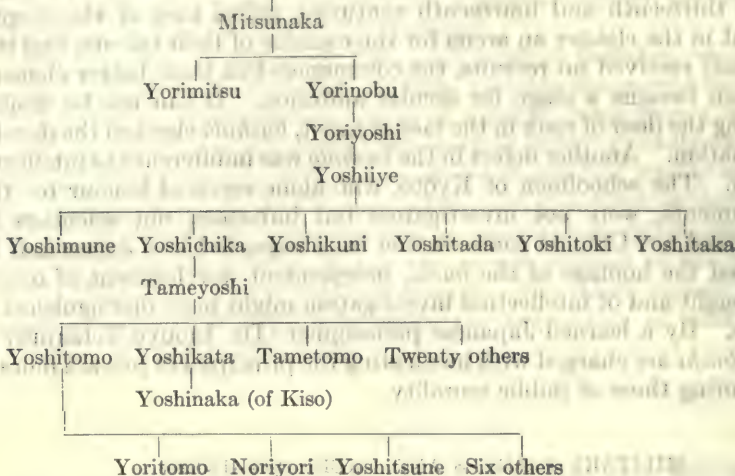 Mitsunaka
Yorimitsu Yorinobu
Yoriyoshi
Yoshiiye
Yoshimune Yoshichika Yoshikuni Yoshitada Yoshitoki Yoshitaka
Tameyoshi
Yoshitomo Yoshikata Tametomo Twenty others
Yoshinaka (of Kiso)
Yoritomo Noriyori Yoshitsune Six others